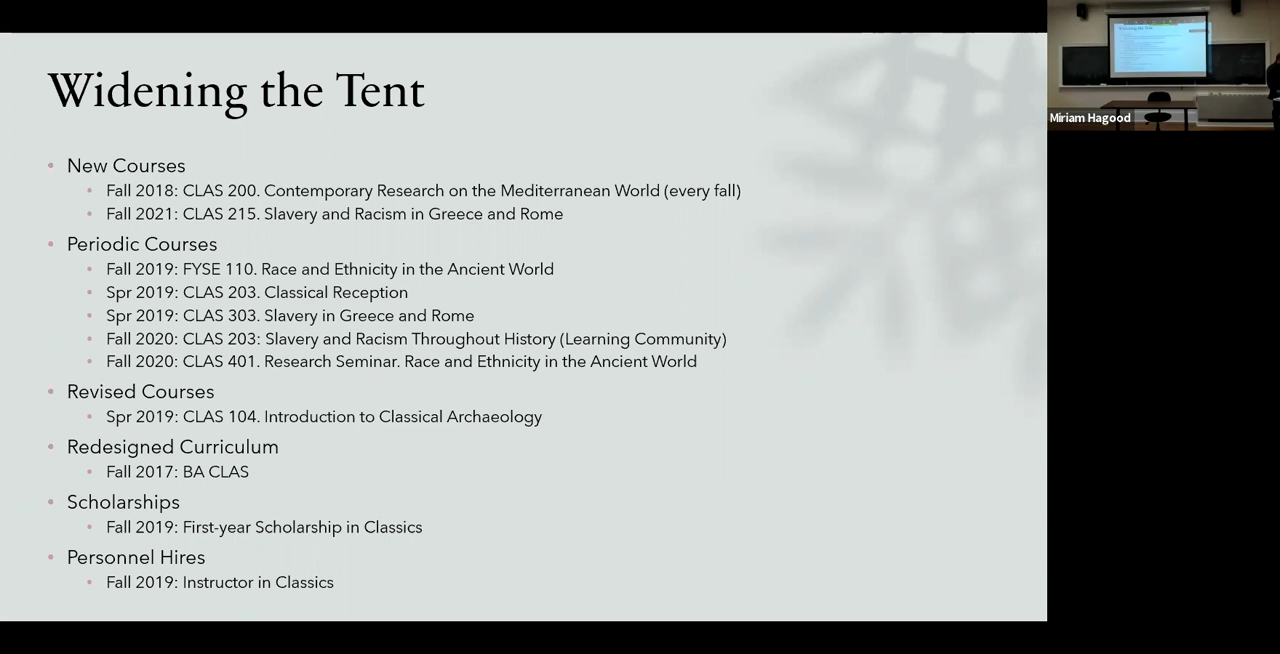 Widening the Tent
New Courses
Fall 2018: CLAS 200. Contemporary Research on the Mediterranean World (every fall)
Fall 2021: CLAS 215. Slavery and Racism in Greece and Rome
Periodic Courses
Fall 2019: FYSE 110. Race and Ethnicity in the Ancient World
Spr 2019: CLAS 203. Classical Reception
Spr 2019: CLAS 303. Slavery in Greece and Rome
Fall 2020: CLAS 203: Slavery and Racism Throughout History (Learning Community)
Fall 2020: CLAS 401. Research Seminar. Race and Ethnicity in the Ancient World
Revised Courses
Spr 2019: CLAS 104. Introduction to Classical Archaeology
Redesigned Curriculum
Fall 2017: BA CLAS
Scholarships
Fall 2019: First-year Scholarship in Classics
Personnel Hires
Fall 2019: Instructor in Classics
Miriam Hagood